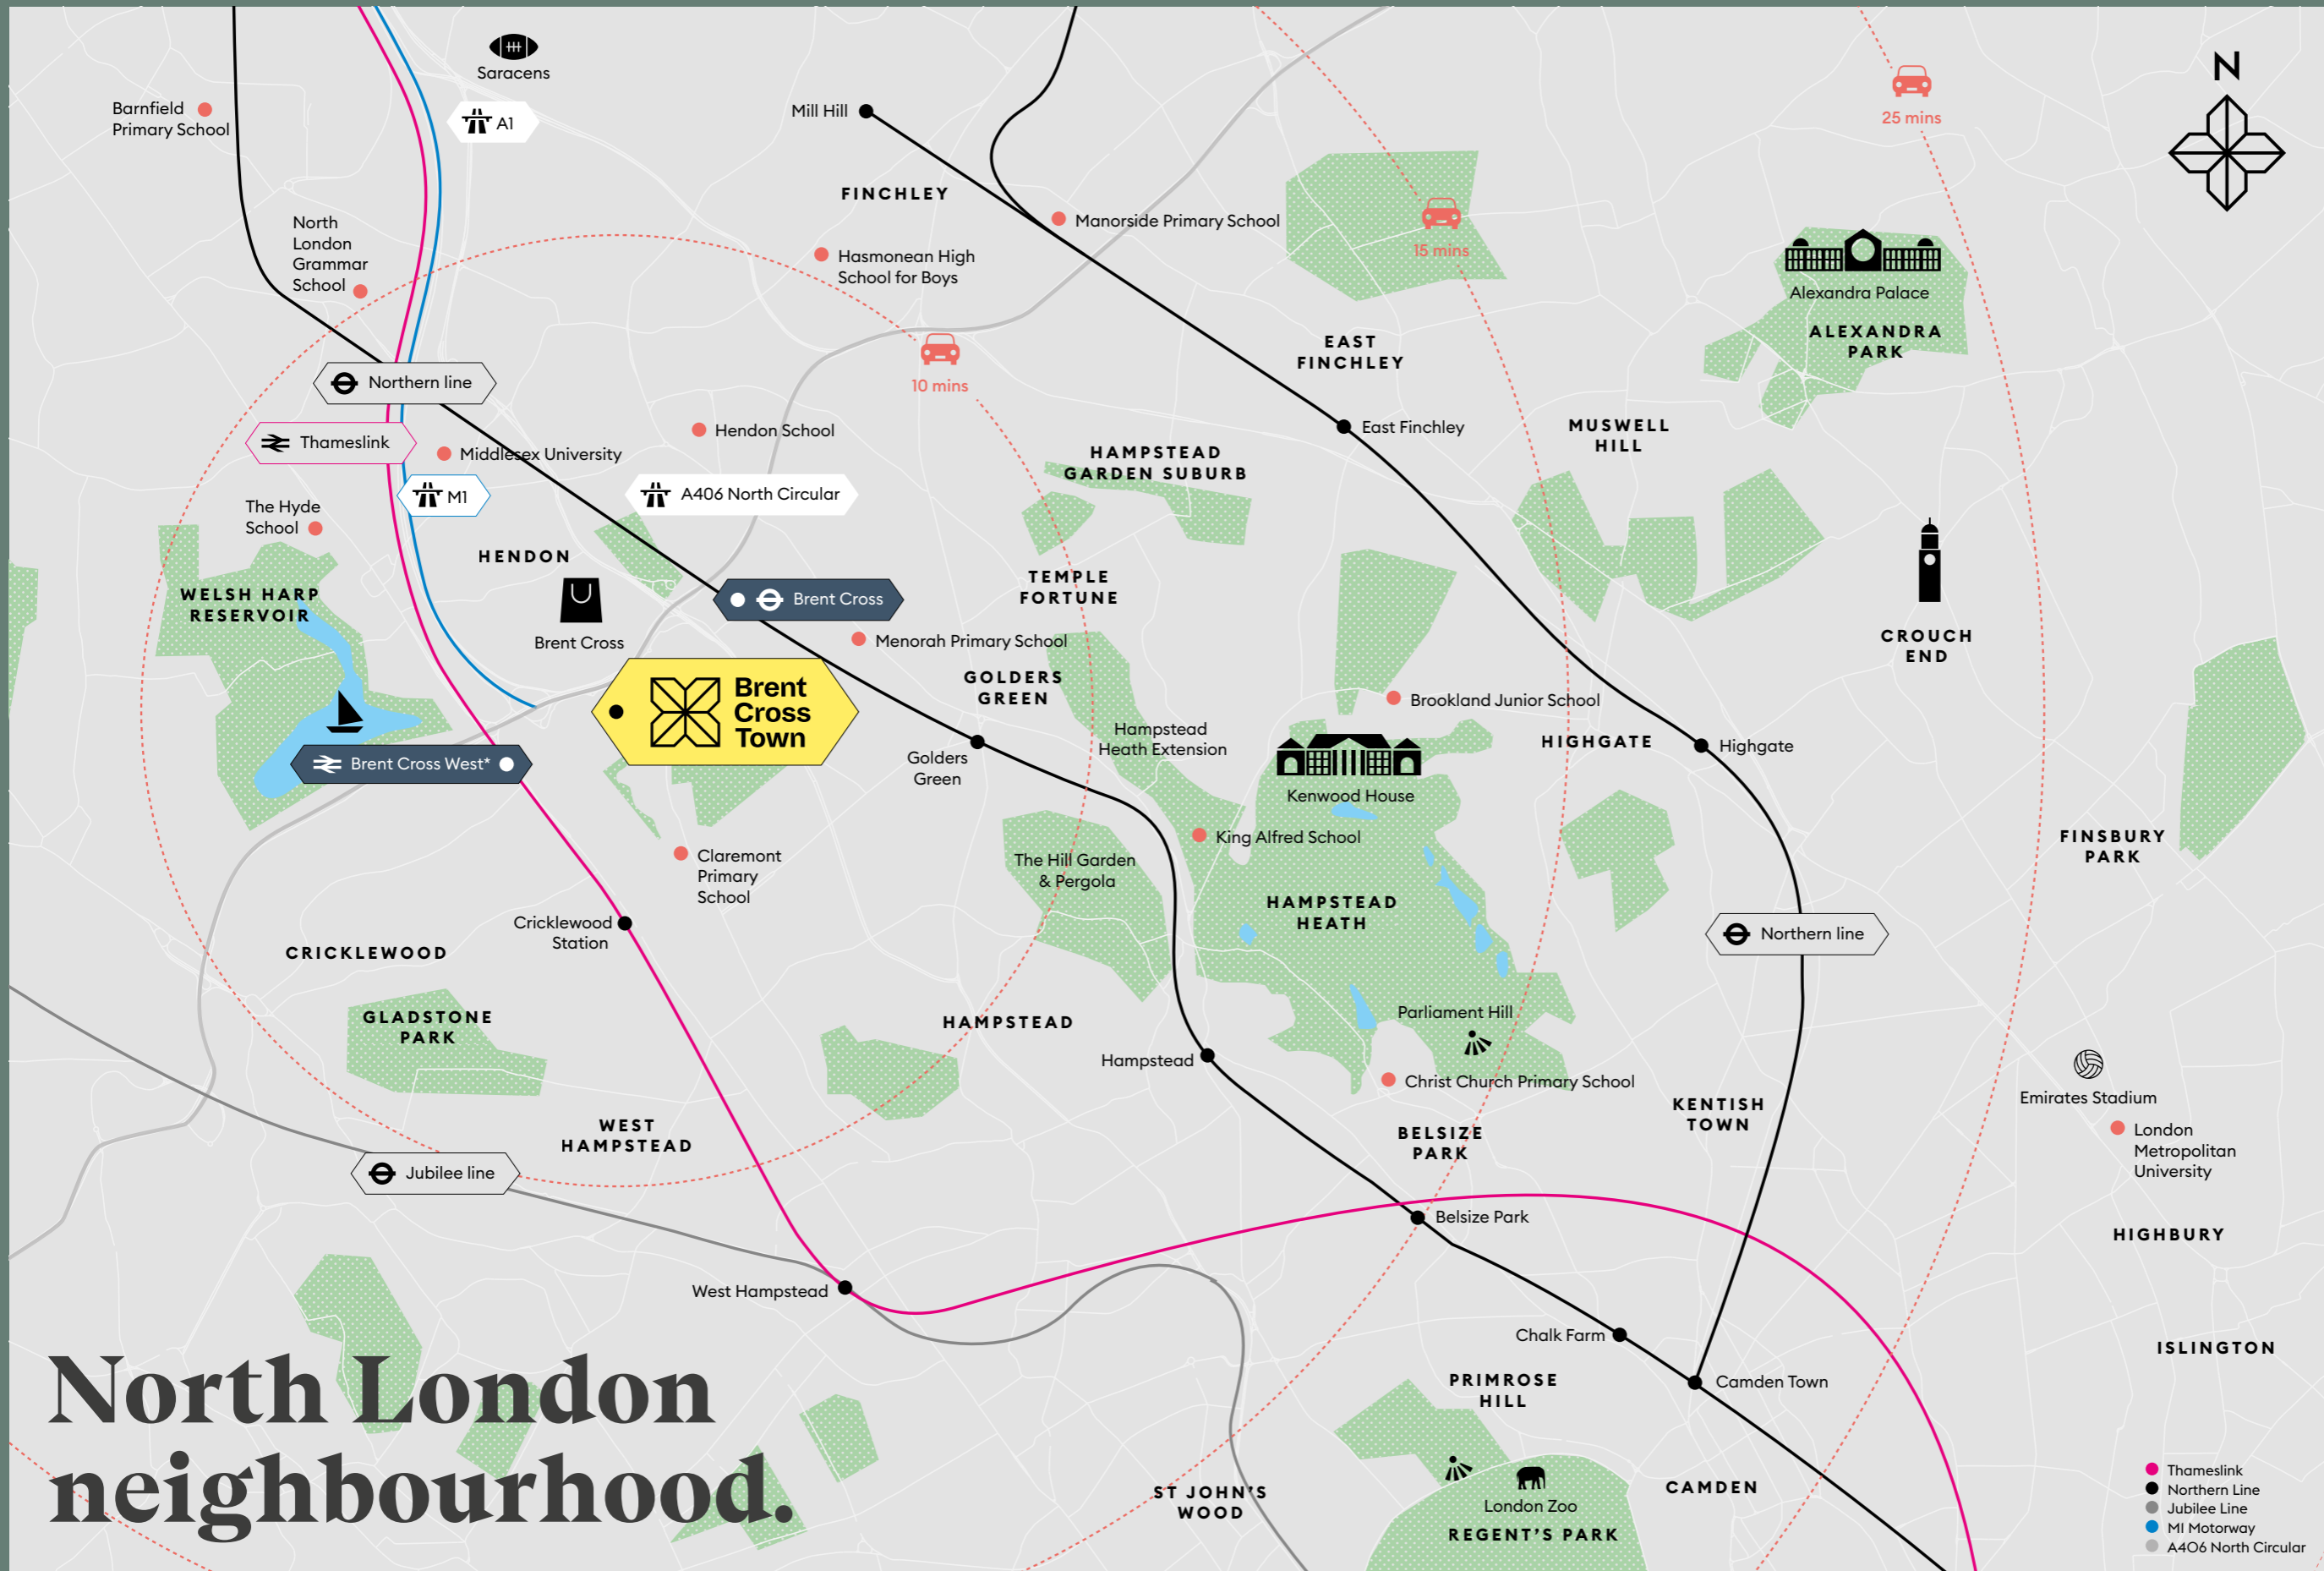 Saracens
A1
Barnfield
Primary School
Mill Hill
25 mins
N
FINCHLEY
North
London
Grammar
School
Manorside Primary School
Hasmonean High
School for Boys
15 mins
Alexandra Palace
ALEXANDRA
PARK
10 mins
EAST
FINCHLEY
Northern line
Thameslink
Middlesex University
Hendon School
East Finchley
MUSWELL
HILL
HAMPSTEAD
GARDEN SUBURB
M1
A406 North Circular
The Hyde
School
HENDON
WELSH HARP
RESERVOIR
Brent Cross
Brent Cross
TEMPLE
FORTUNE
Menorah Primary School
CROUCH
END
GOLDERS
GREEN
Brent
Cross
Town
Brookland Junior School
Hampstead
Heath Extension
HIGHGATE
Highgate
Brent Cross West*
Golders
Green
Kenwood House
King Alfred School
FINSBURY
PARK
Claremont
Primary
School
The Hill Garden
& Pergola
HAMPSTEAD
HEATH
Cricklewood
Station
Northern line
CRICKLEWOOD
GLADSTONE
PARK
HAMPSTEAD
Parliament Hill
Hampstead
Christ Church Primary School
Emirates Stadium
KENTISH
TOWN
London
Metropolitan
University
WEST
HAMPSTEAD
BELSIZE
PARK
Jubilee line
Belsize Park
HIGHBURY
West Hampstead
Chalk Farm
ISLINGTON
Camden Town
PRIMROSE
HILL
North London
neighbourhood.
ST JOHN'S
WOOD
London Zoo
REGENT'S PARK
CAMDEN
Thameslink
Northern Line
Jubilee Line
M1 Motorway
A406 North Circular